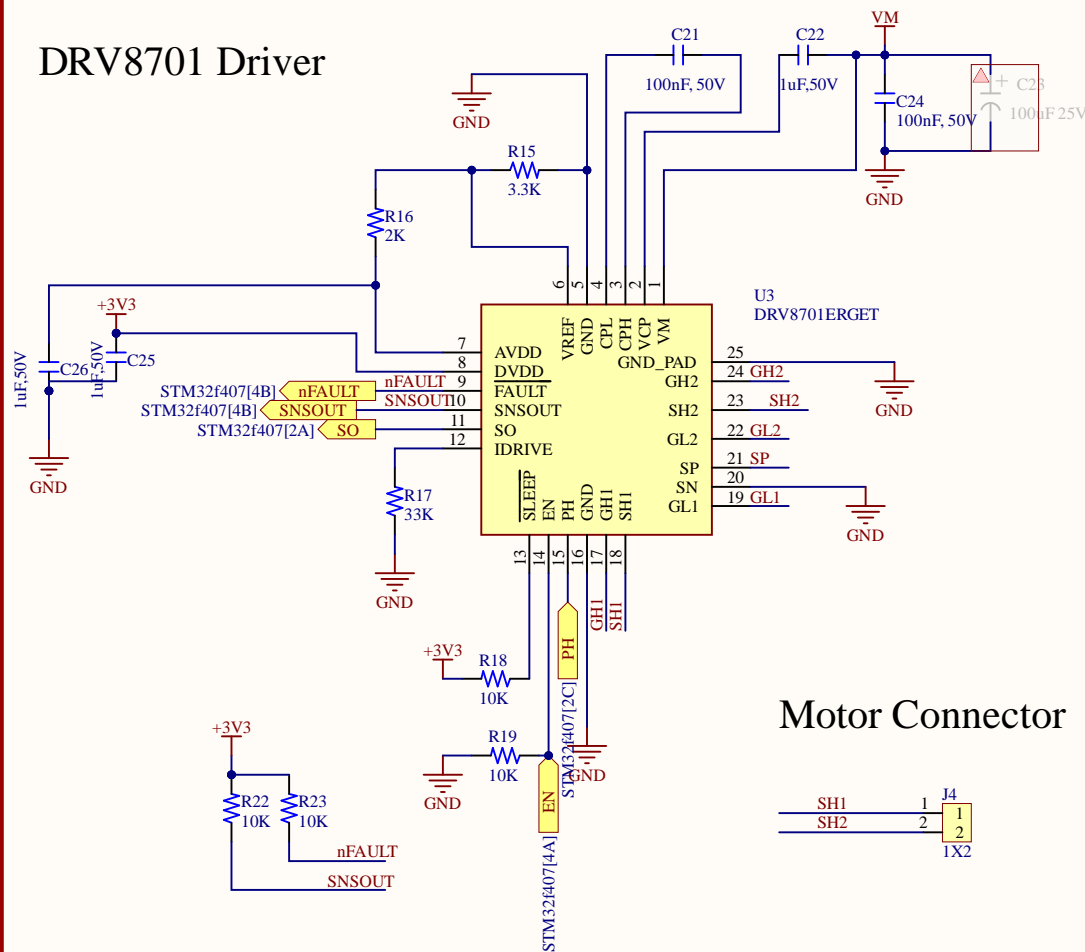 DRV8701 Driver
VM
C21
100nF, 50V
C22
1uF,50V
C24
100nF, 50V
+
C23
100uF 25V
GND
GND
R15
3.3K
R16
2K
+3V3
C26
1uF,50V
C25
1uF,50V
GND
U3
DRV8701ERGET
6 5 4 3 2 1
VREF GND CPL CPH VCP VM
7 AVDD
8 DVDD
nFAULT 9 FAULT
SNSOUT 10 SNSOUT
11 SO
12 IDRIVE
STM32f407[4B] nFAULT
STM32f407[4B] SNSOUT
STM32f407[2A] SO
GND_PAD 25
GH2 24 GH2
SH2 23 SH2
GL2 22 GL2
SP 21 SP
SN 20
GL1 19 GL1
GND
GND
SLEEP EN PH GND GH1 SH1
13 14 15 16 17 18
GH1
SH1
R17
33K
GND
PH
STM32f407[2C]
+3V3
R18
10K
GND
R19
10K
GND
EN
STM32f407[4A]
+3V3
R22
10K
R23
10K
nFAULT
SNSOUT
Motor Connector
J4
SH1 1 1
SH2 2 2
1X2